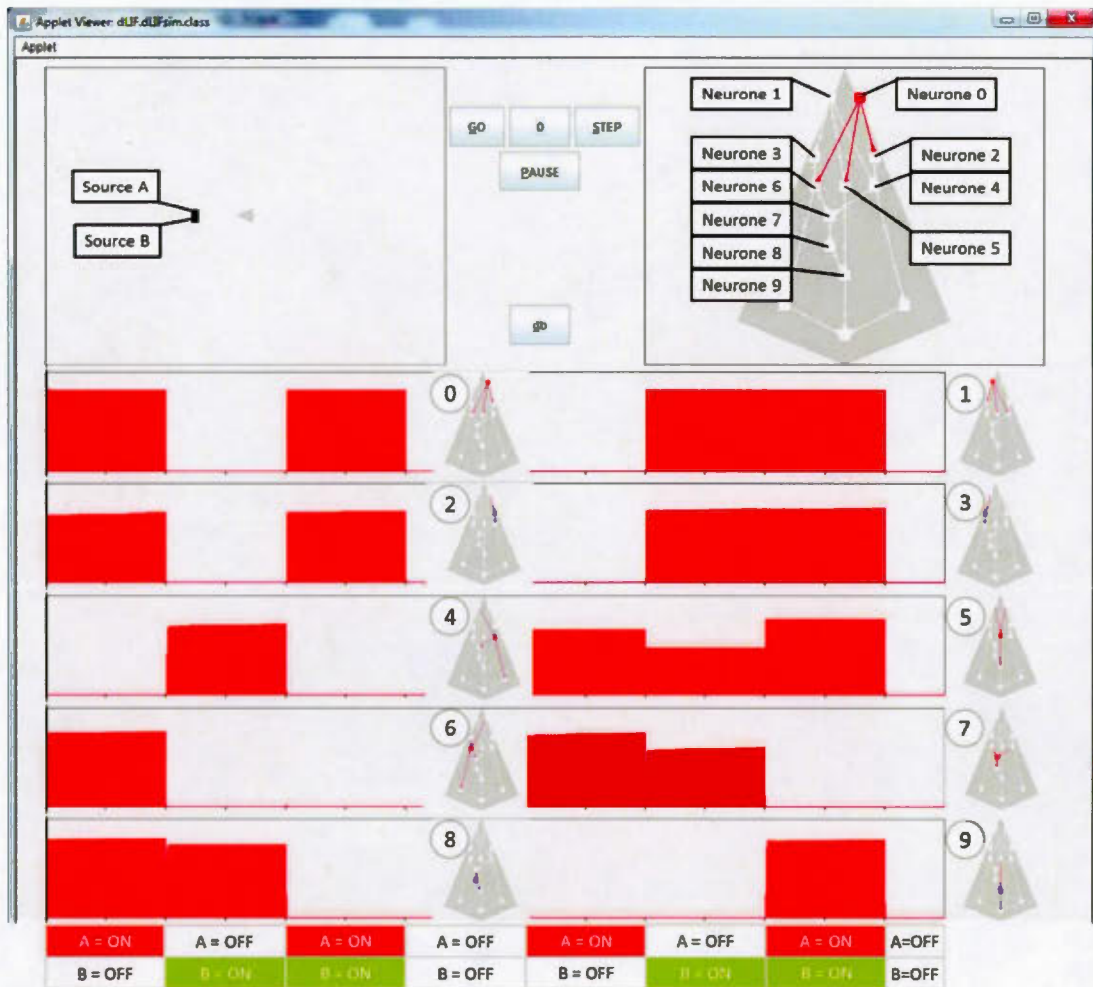 Applet Viewer: dLIF.dLIFsim.class
Applet
GO 0 STEP
PAUSE
gb
Source A
Source B
Neurone 1 Neurone 0
Neurone 3 Neurone 2
Neurone 6 Neurone 4
Neurone 7
Neurone 8 Neurone 5
Neurone 9
0 1
2 3
4 5
6 7
8 9
A = ON A = OFF A = ON A = OFF A = ON A = OFF A = ON A=OFF
B = OFF B = ON B = ON B = OFF B = OFF B = ON B = ON B=OFF